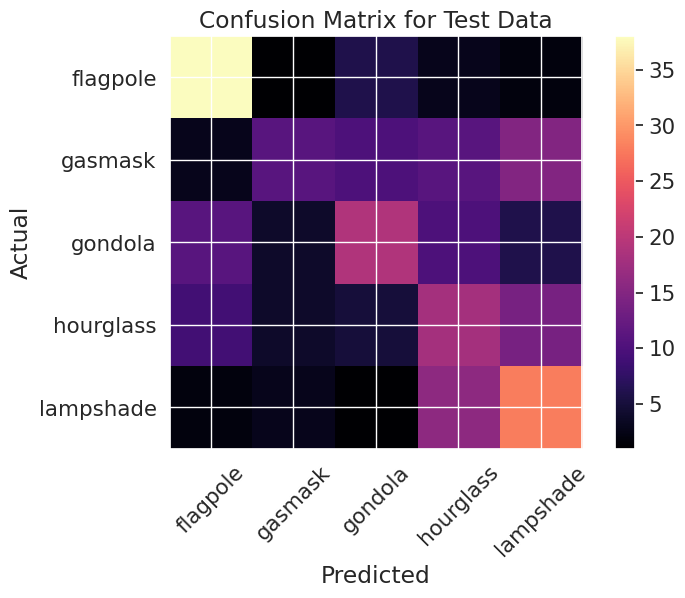 Confusion Matrix for Test Data
Actual
flagpole
gasmask
gondola
hourglass
lampshade
flagpole
gasmask
gondola
hourglass
lampshade
Predicted
35
30
25
20
15
10
5